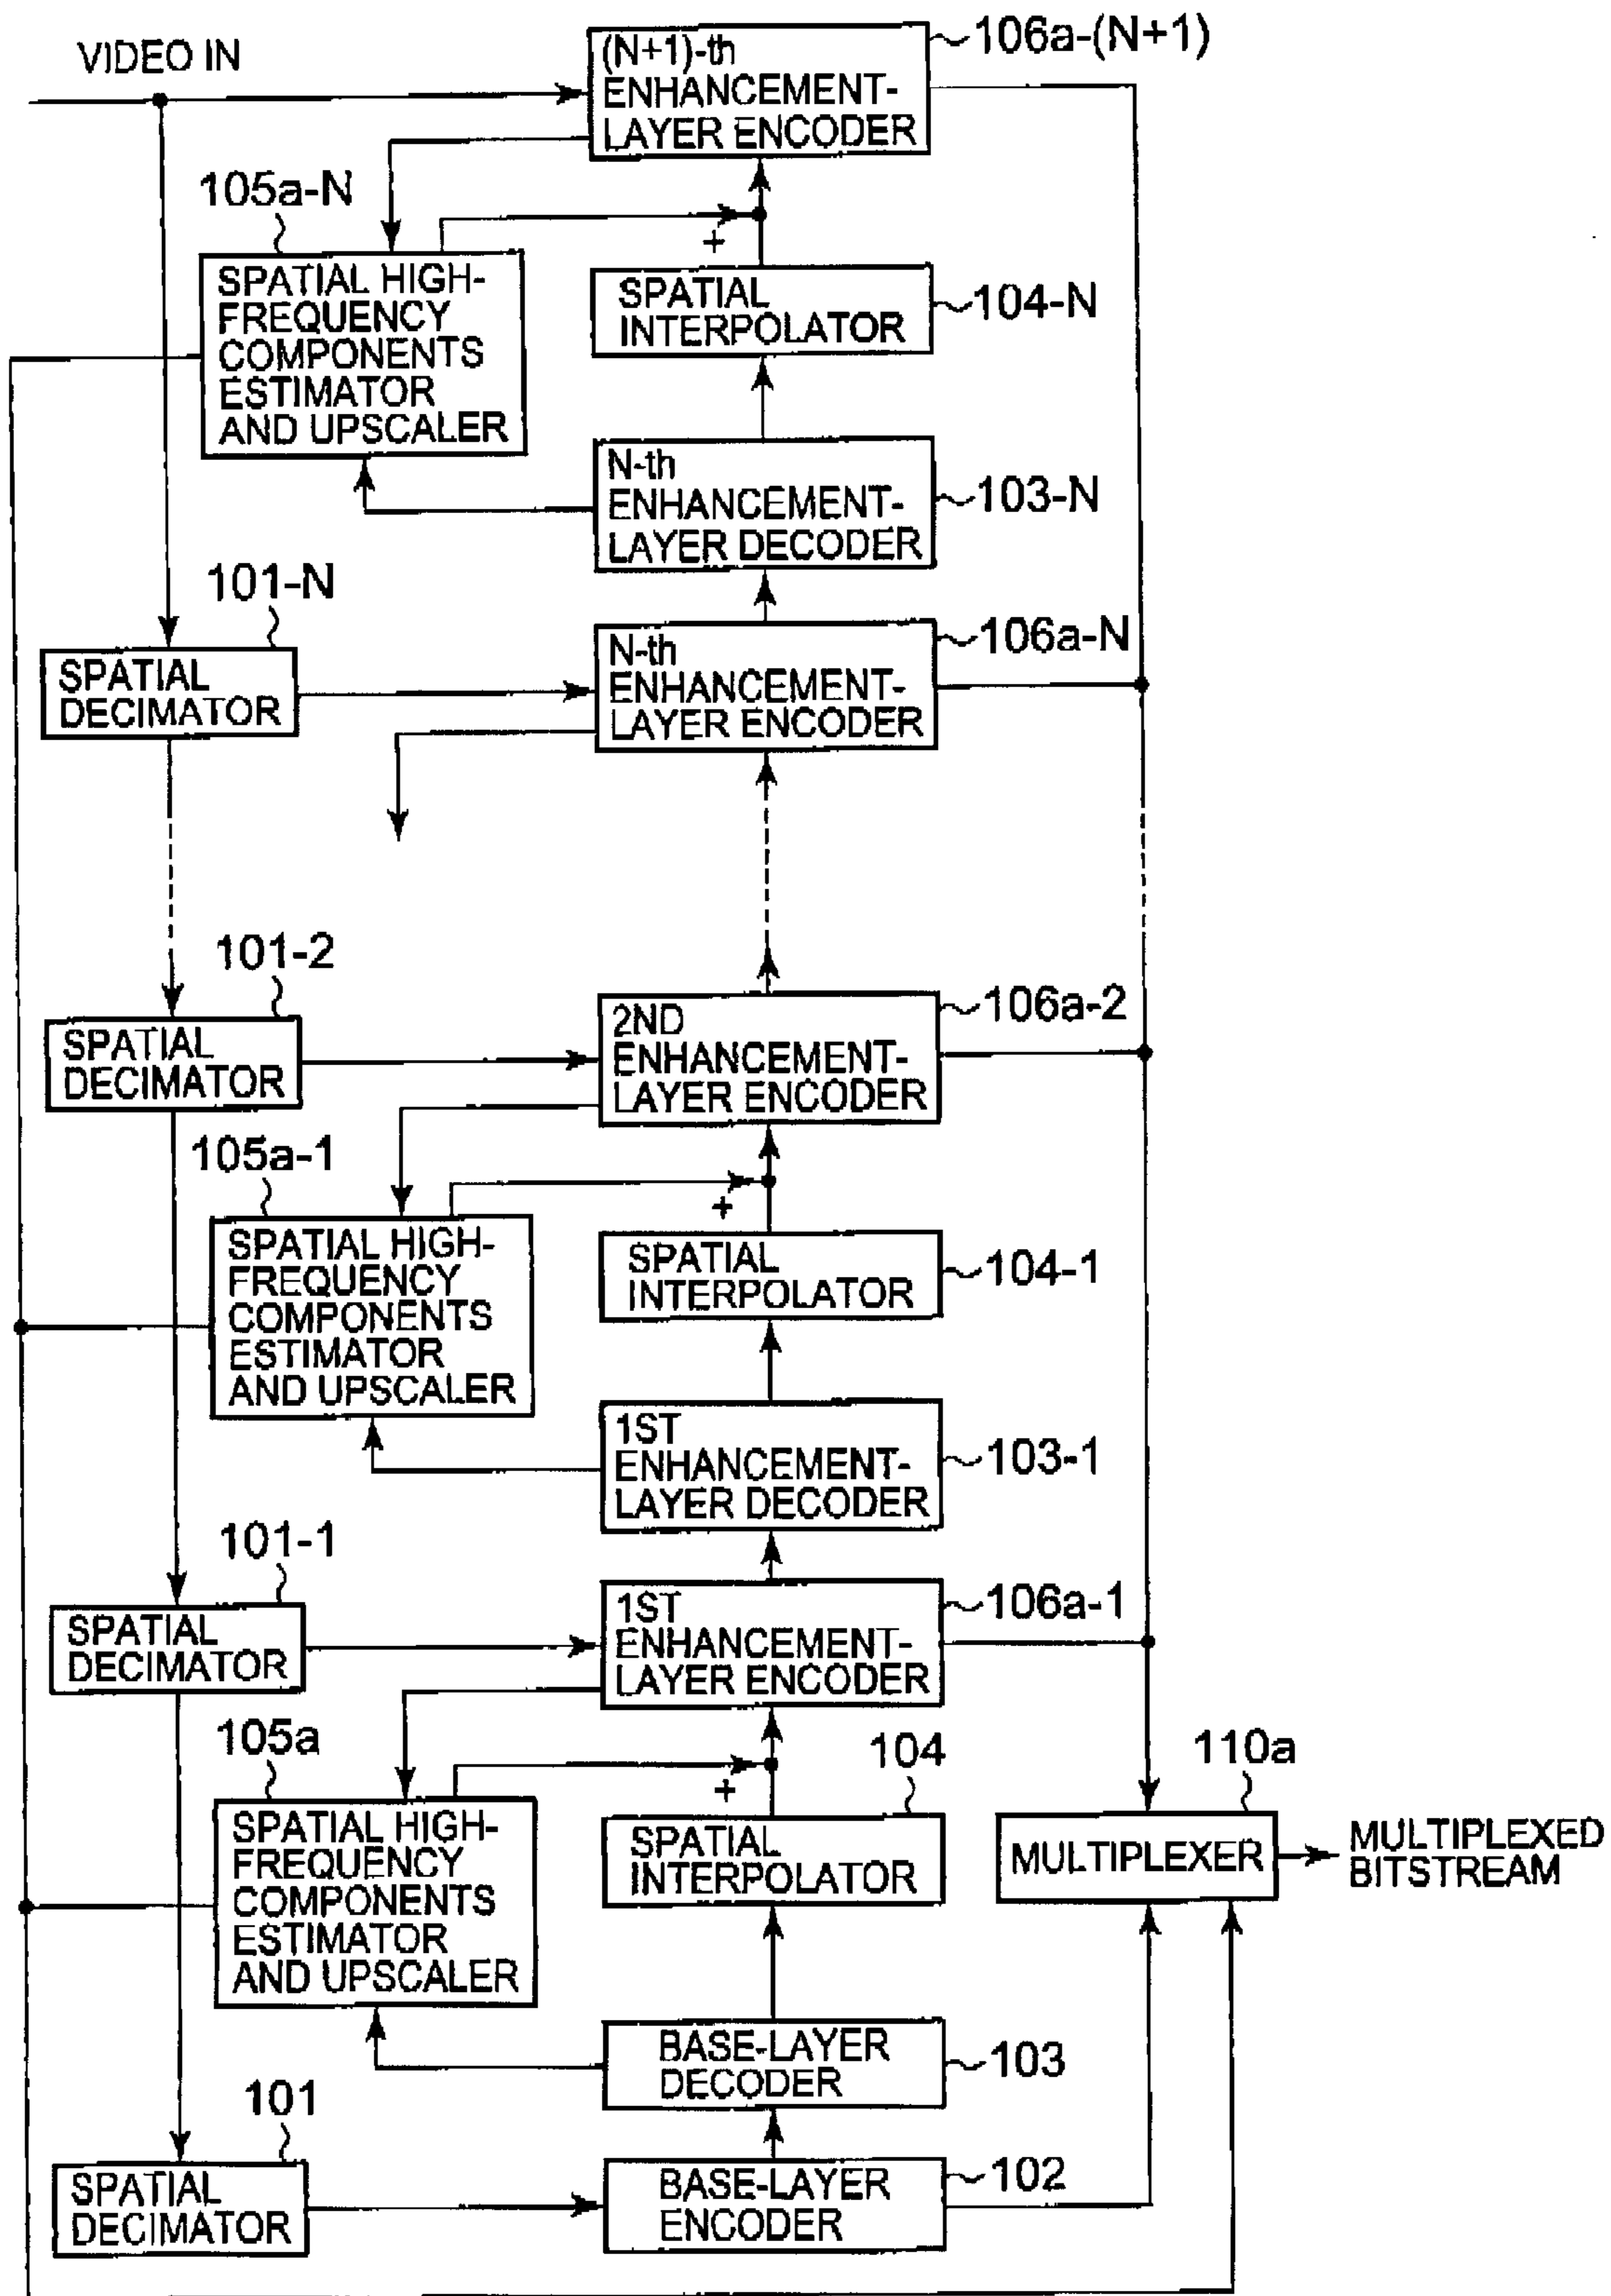 VIDEO IN
(N+1)-th
ENHANCEMENT-
LAYER ENCODER
106a-(N+1)
105a-N
+
SPATIAL HIGH-
FREQUENCY
COMPONENTS
ESTIMATOR
AND UPSCALER
SPATIAL
INTERPOLATOR
104-N
N-th
ENHANCEMENT-
LAYER DECODER
103-N
101-N
SPATIAL
DECIMATOR
N-th
ENHANCEMENT-
LAYER ENCODER
106a-N
101-2
SPATIAL
DECIMATOR
2ND
ENHANCEMENT-
LAYER ENCODER
106a-2
105a-1
+
SPATIAL HIGH-
FREQUENCY
COMPONENTS
ESTIMATOR
AND UPSCALER
SPATIAL
INTERPOLATOR
104-1
1ST
ENHANCEMENT-
LAYER DECODER
103-1
101-1
SPATIAL
DECIMATOR
1ST
ENHANCEMENT-
LAYER ENCODER
106a-1
105a
+
104
110a
SPATIAL HIGH-
FREQUENCY
COMPONENTS
ESTIMATOR
AND UPSCALER
SPATIAL
INTERPOLATOR
MULTIPLEXER
MULTIPLEXED
BITSTREAM
BASE-LAYER
DECODER
103
101
SPATIAL
DECIMATOR
BASE-LAYER
ENCODER
102